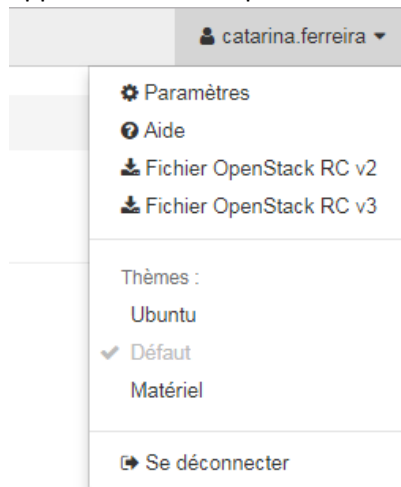 catarina.ferreira
Paramètres
Aide
Fichier OpenStack RC v2
Fichier OpenStack RC v3
Thèmes :
Ubuntu
Défaut
Matériel
Se déconnecter